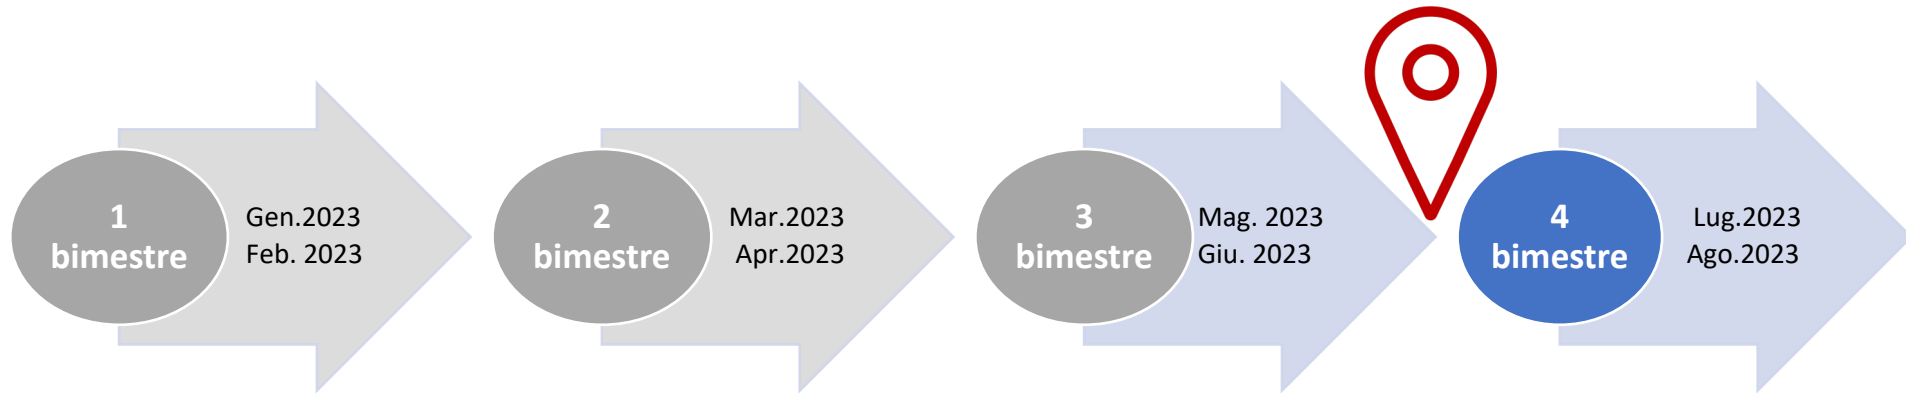 1
bimestre
Gen.2023
Feb. 2023
2
bimestre
Mar.2023
Apr.2023
3
bimestre
Mag. 2023
Giu. 2023
4
bimestre
Lug.2023
Ago.2023